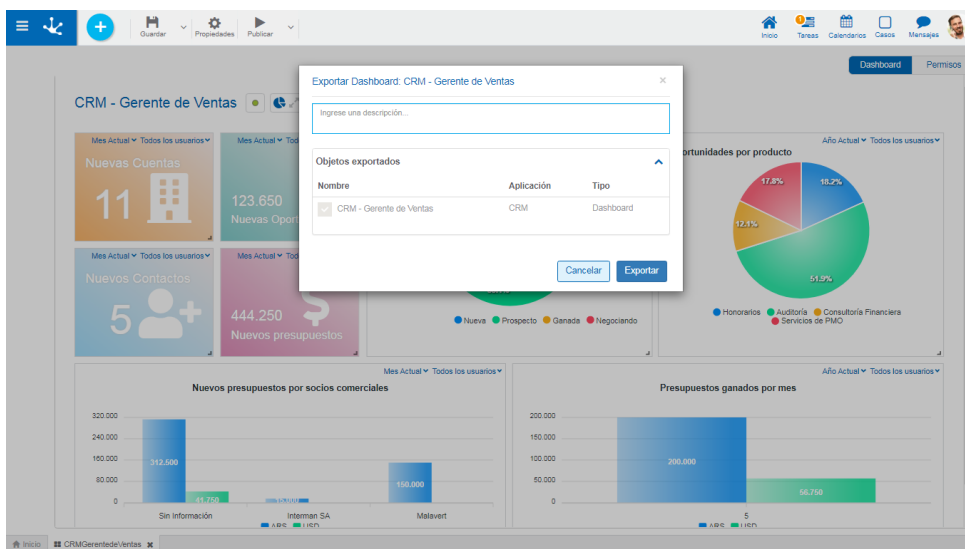 Guardar
Propiedades
Publicar
Inicio
1
Tareas
Calendarios
Casos
Mensajes
Dashboard
Permisos
CRM - Gerente de Ventas
Exportar Dashboard: CRM - Gerente de Ventas
×
Ingrese una descripción...
Objetos exportados
Nombre Aplicación Tipo
CRM - Gerente de Ventas CRM Dashboard
Cancelar
Exportar
Mes Actual Todos los usuarios
Nuevas Cuentas
11
Mes Actual
123.650
Mes Actual Todos los usuarios
Nuevos Contactos
5
Mes Actual
444.250
Nuevos presupuestos
Nueva Prospecto Ganada Negociando
Año Actual Todos los usuarios
por producto
17.8%
18.2%
12.1%
51.9%
Honorarios Auditoría Consultoría Financiera
Servicios de PMO
Mes Actual Todos los usuarios
Nuevos presupuestos por socios comerciales
320.000
240.000
160.000
80.000
0
312.500
41.750
15.000
150.000
Sin Información Interman SA Malavert
ARS USD
Año Actual Todos los usuarios
Presupuestos ganados por mes
200.000
150.000
100.000
50.000
0
200.000
56.750
5
ARS USD
Inicio
CRMGerentedeVentas